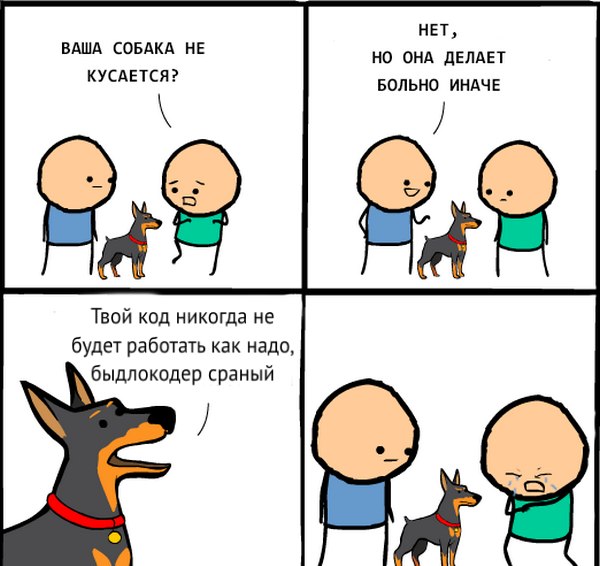 ВАША СОБАКА НЕ
КУСАЕТСЯ?
НЕТ,
НО ОНА ДЕЛАЕТ
БОЛЬНО ИНАЧЕ
Твой код никогда не
будет работать как надо,
быдлокодер сраный